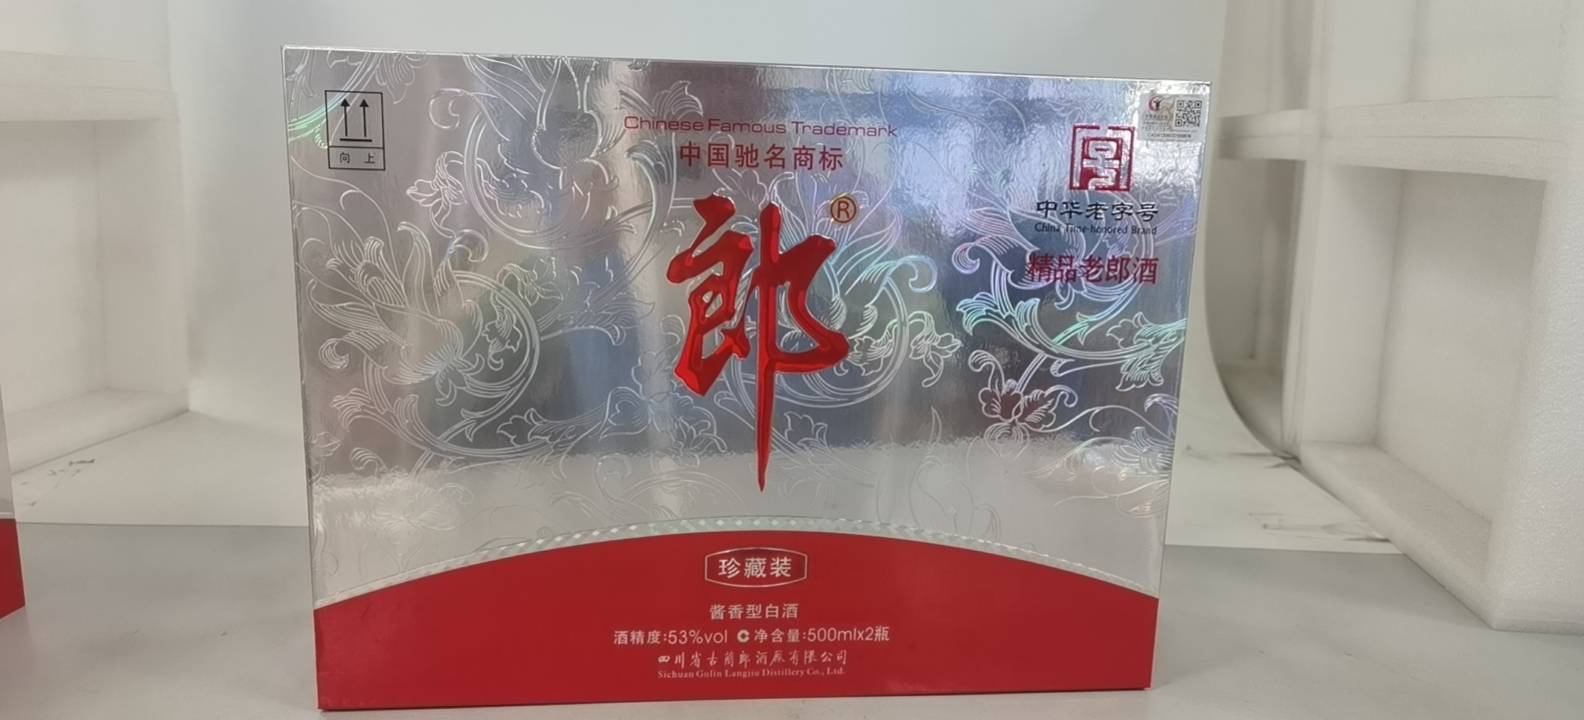 向 上
Chinese Famous Trademark
中国驰名商标
郎
®
中华老字号
China Time-honored Brand
精品老郎酒
珍藏装
酱香型白酒
酒精度:53%vol 净含量:500mlx2瓶
四川省古蔺郎酒厂有限公司
Sichuan Gulin Langjiu Distillery Co., Ltd.